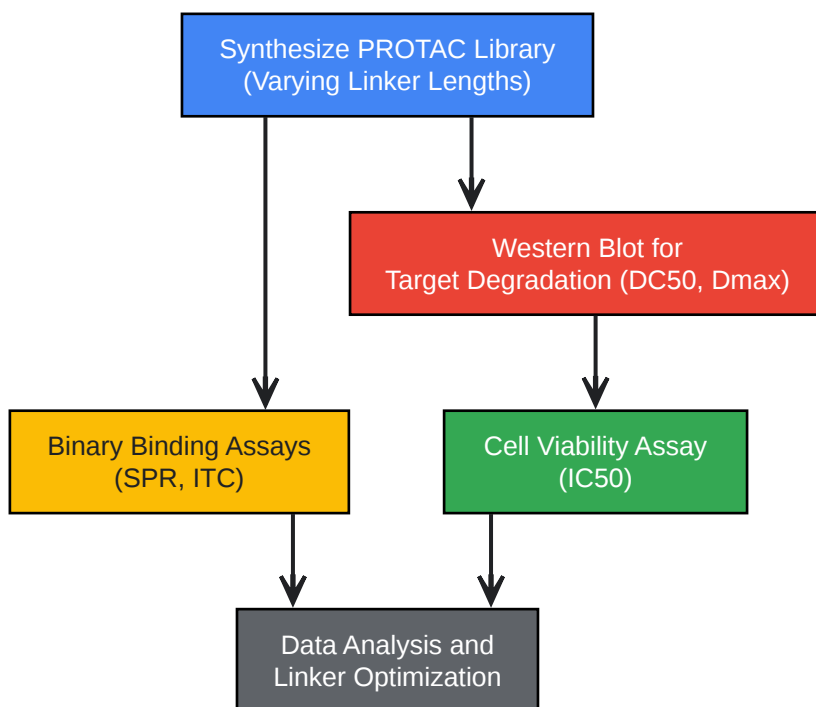 Synthesize PROTAC Library
(Varying Linker Lengths)
Western Blot for
Target Degradation (DC50, Dmax)
Binary Binding Assays
(SPR, ITC)
Cell Viability Assay
(IC50)
Data Analysis and
Linker Optimization